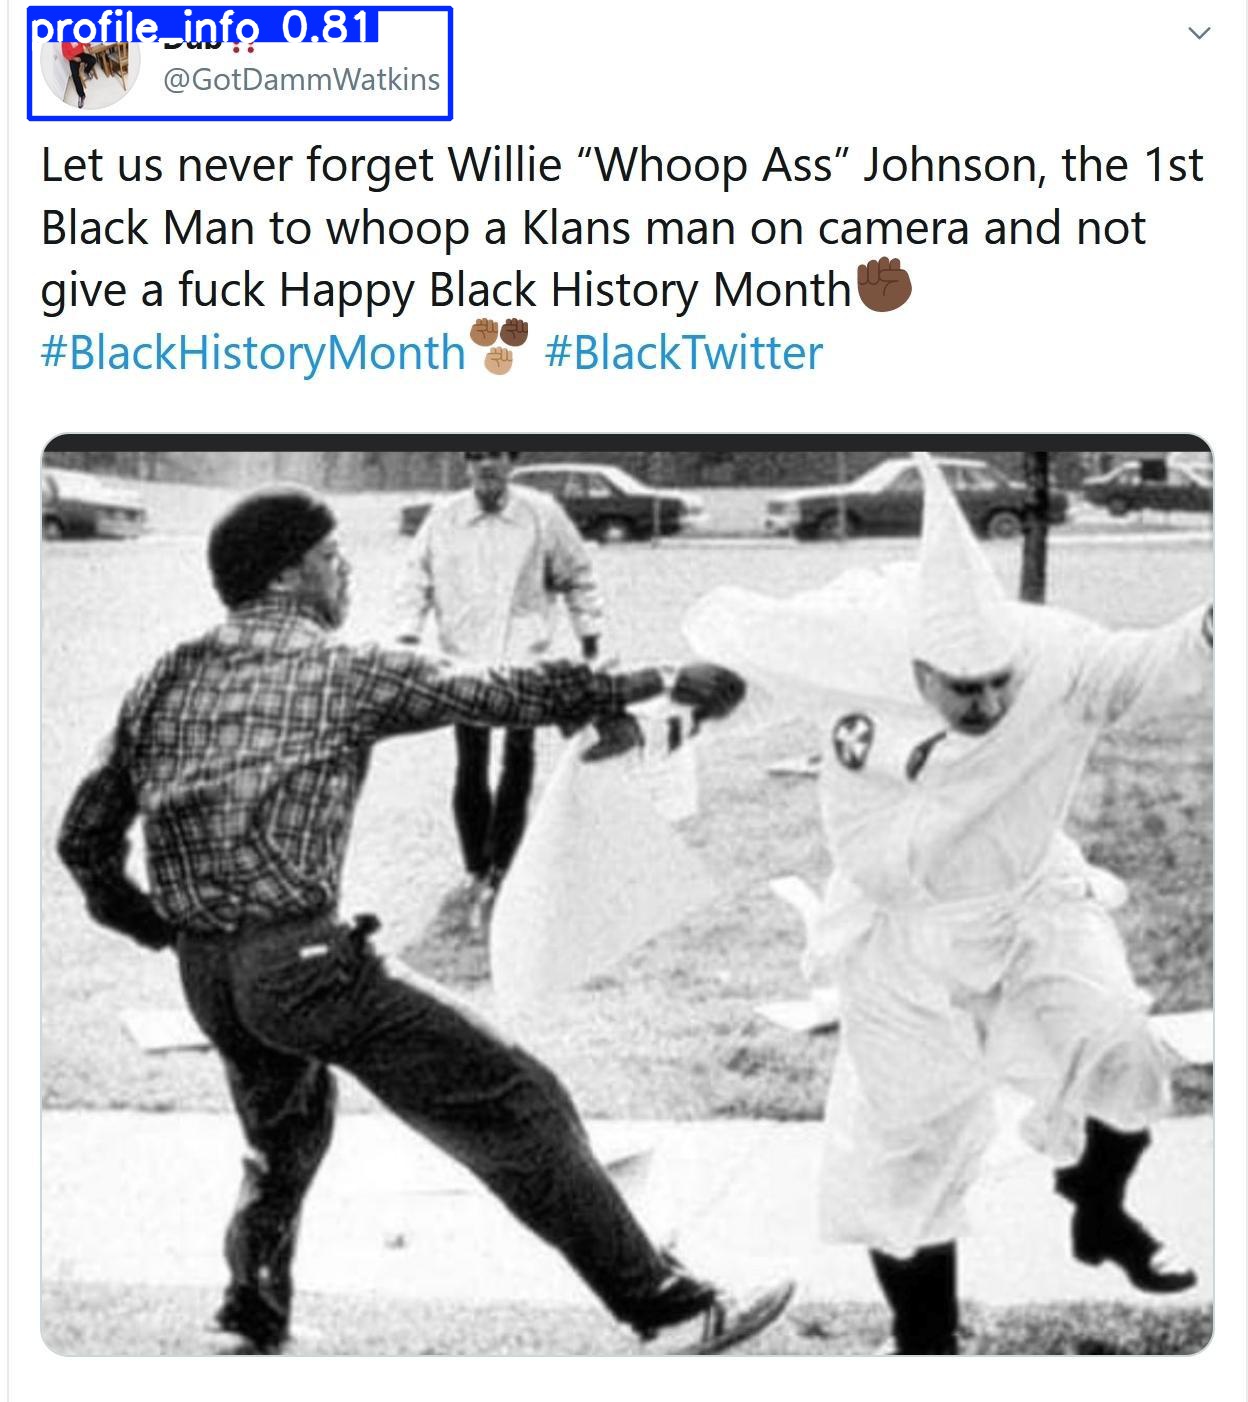 profile_info 0.81
Dub
@GotDammWatkins
Let us never forget Willie “Whoop Ass” Johnson, the 1st
Black Man to whoop a Klans man on camera and not
give a fuck Happy Black History Month✊🏿
#BlackHistoryMonth✊🏾✊🏿✊🏼 #BlackTwitter